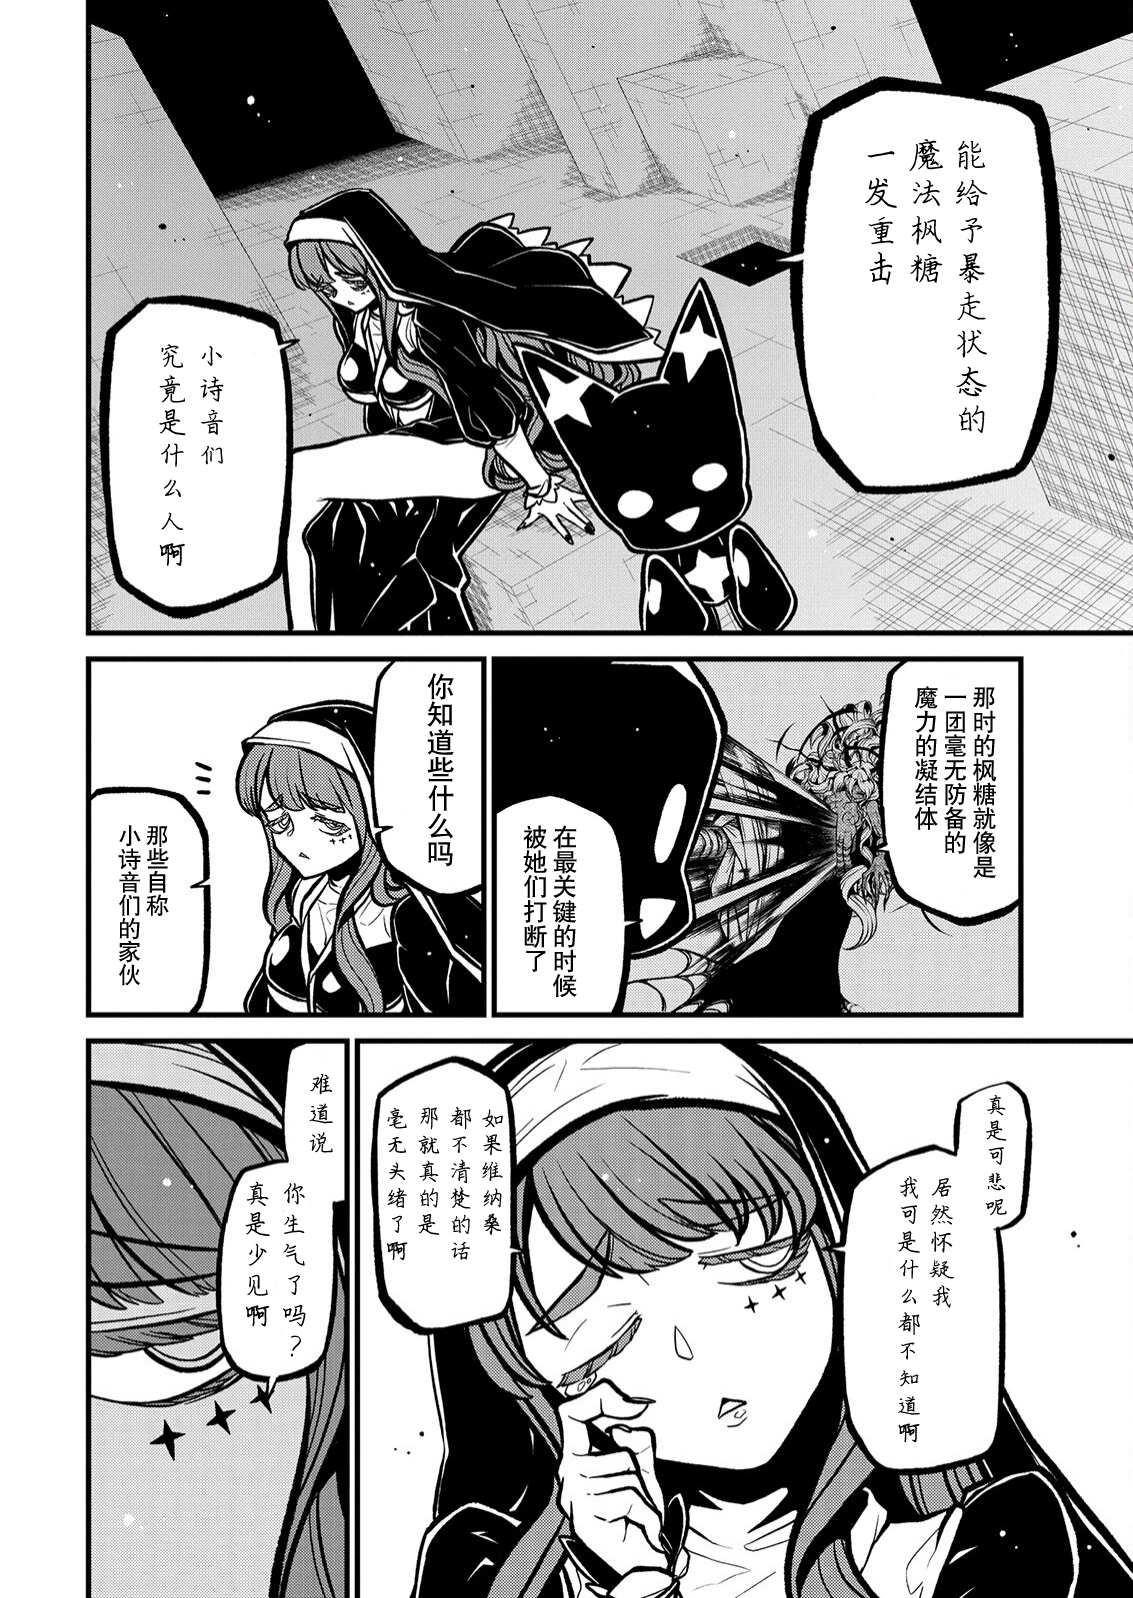 能给予暴走状态的
魔法枫糖
一发重击
小诗音们
究竟是什么人啊
那时的枫糖就像是
一团毫无防备的
魔力的凝结体
在最关键的时候
被她们打断了
你知道些什么吗
那些自称
小诗音们的家伙
真是可悲呢
居然怀疑我
我可是什么都不知道啊
如果维纳桑
都不清楚的话
那就真的是
毫无头绪了啊
难道说
你生气了吗？
真是少见啊